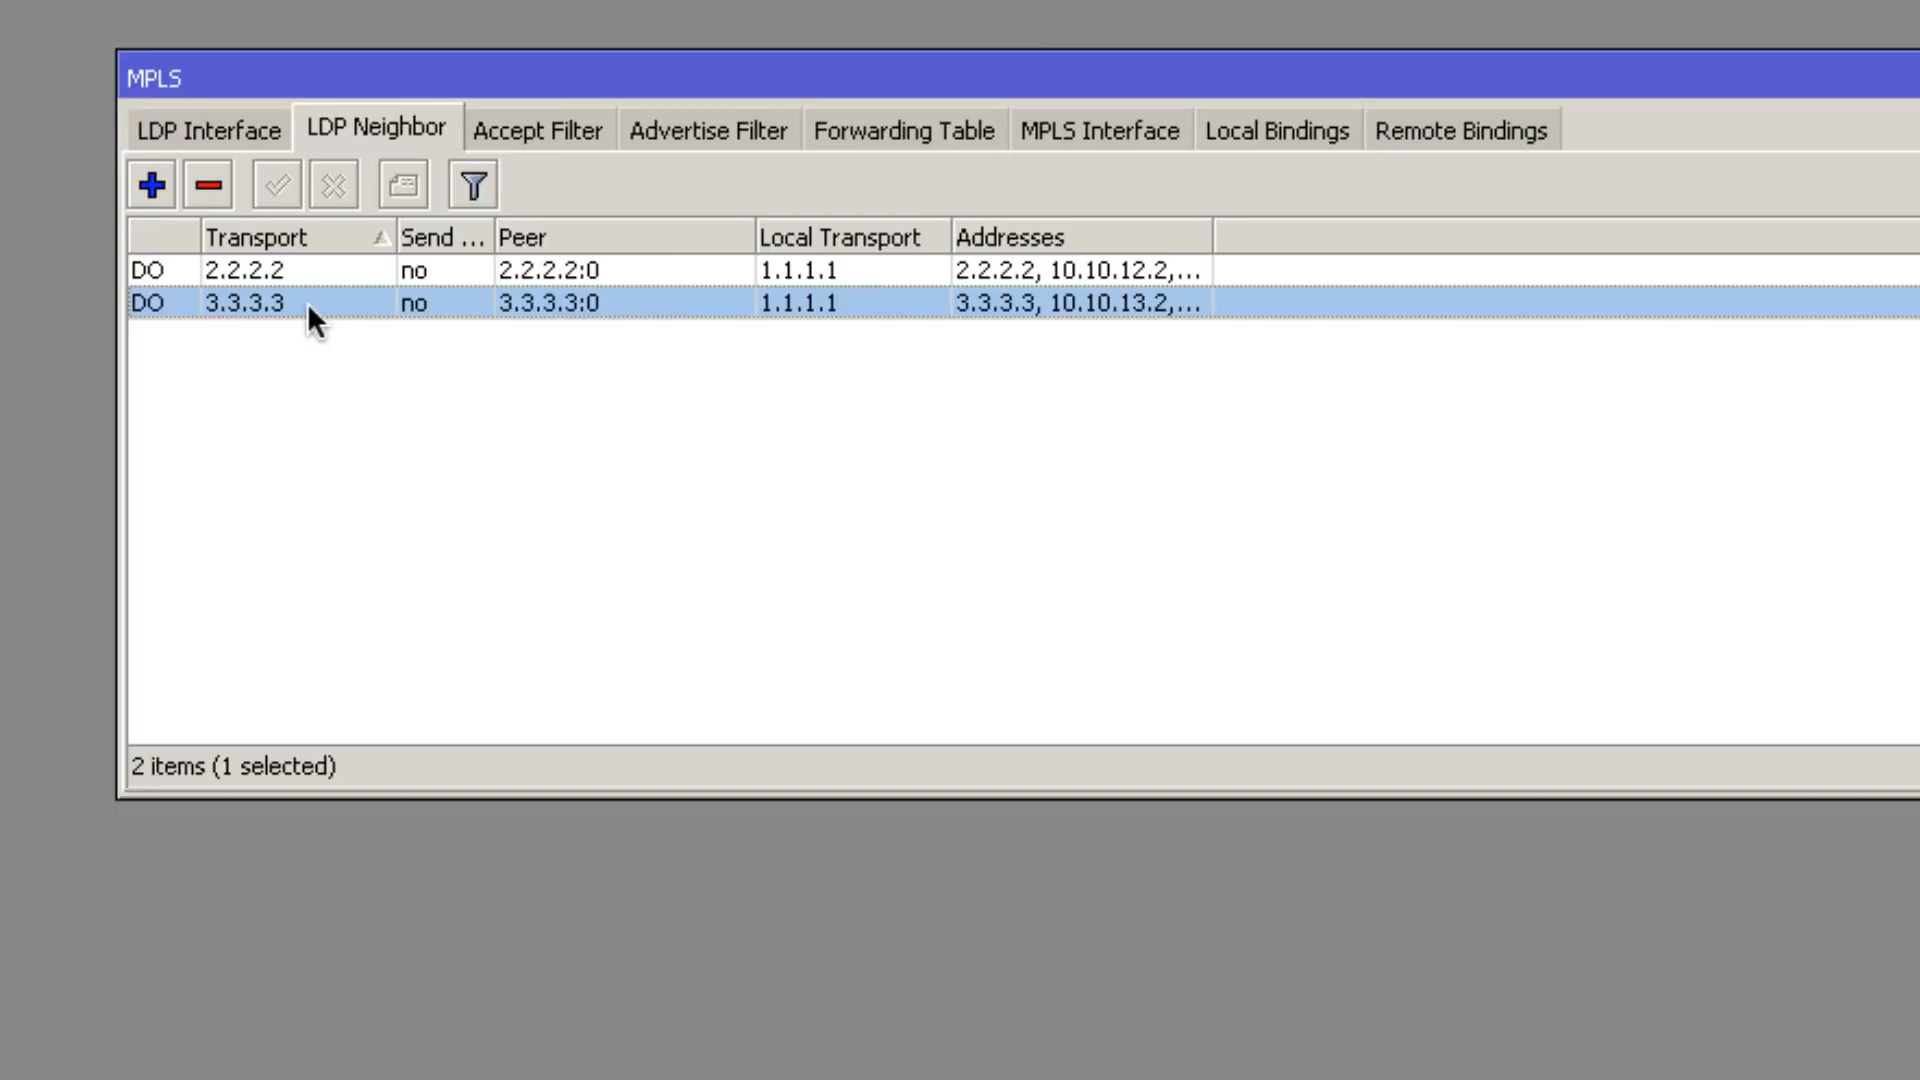 MPLS
LDP Interface LDP Neighbor Accept Filter Advertise Filter Forwarding Table MPLS Interface Local Bindings Remote Bindings
Transport Send ... Peer Local Transport Addresses
DO 2.2.2.2 no 2.2.2.2:0 1.1.1.1 2.2.2.2, 10.10.12.2,...
DO 3.3.3.3 no 3.3.3.3:0 1.1.1.1 3.3.3.3, 10.10.13.2,...
2 items (1 selected)